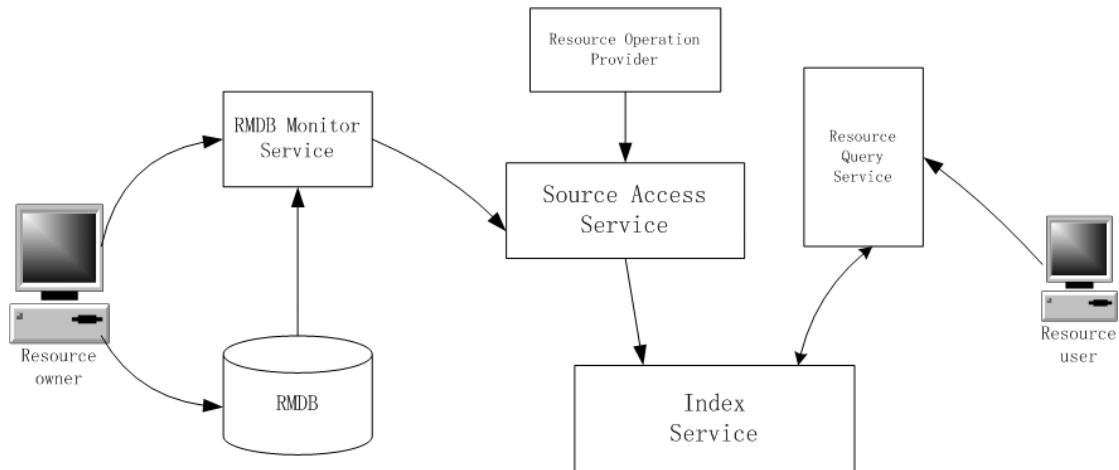 Resource Operation
Provider
RMDB Monitor
Service
Resource
Query
Service
Source Access
Service
Resource
owner
Resource
user
RMDB
Index
Service